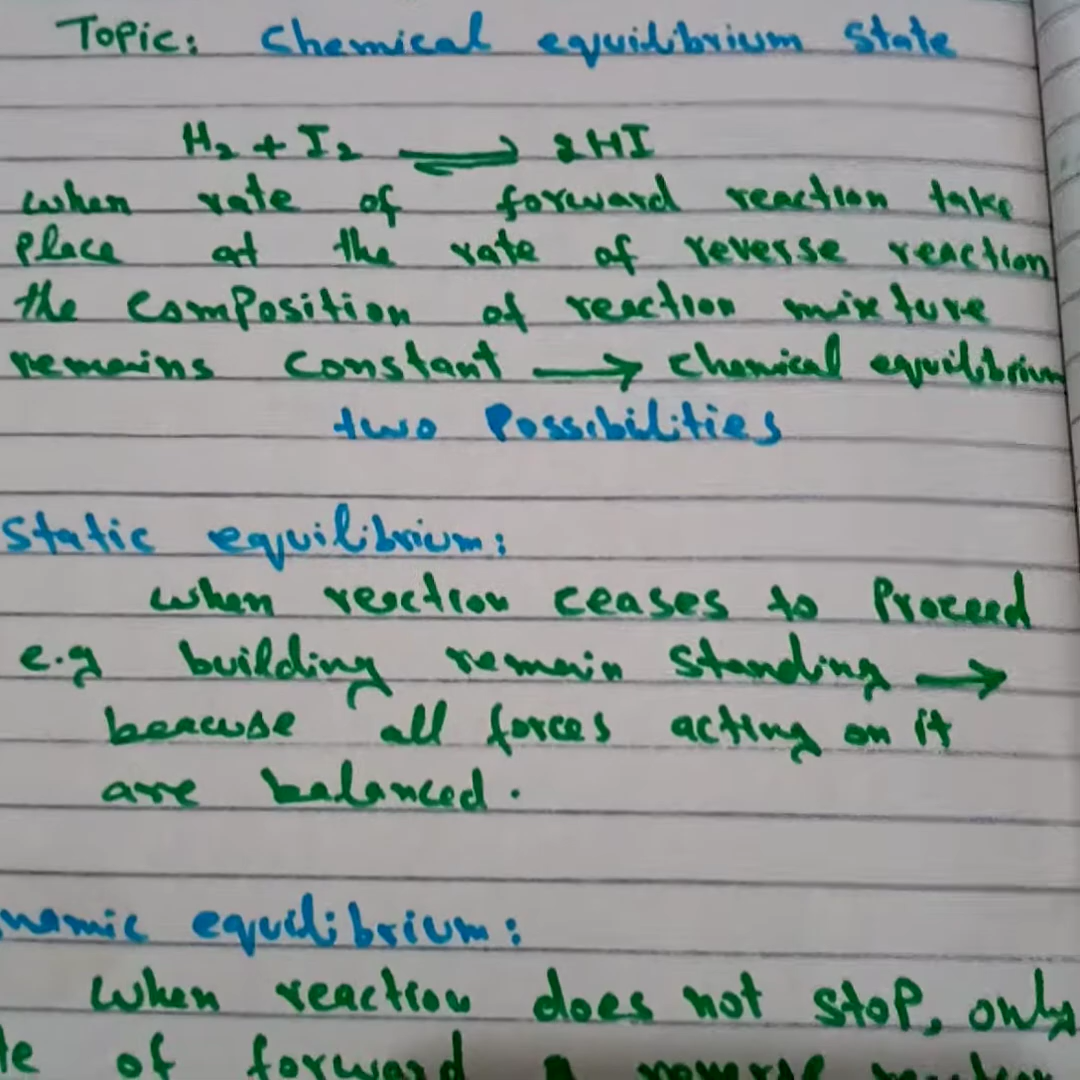 Topic: Chemical equilibrium state
H₂ + I₂ ⇌ 2HI
when rate of forward reaction take
place at the rate of reverse reaction
the composition of reaction mixture
remains constant → chemical equilibrium
two Possibilities
Static equilibrium:
when reaction ceases to Proceed
e.g building remain standing →
beacuse all forces acting on it
are balanced.
namic equilibrium:
when reaction does not stop, only
te of forward reverse reaction